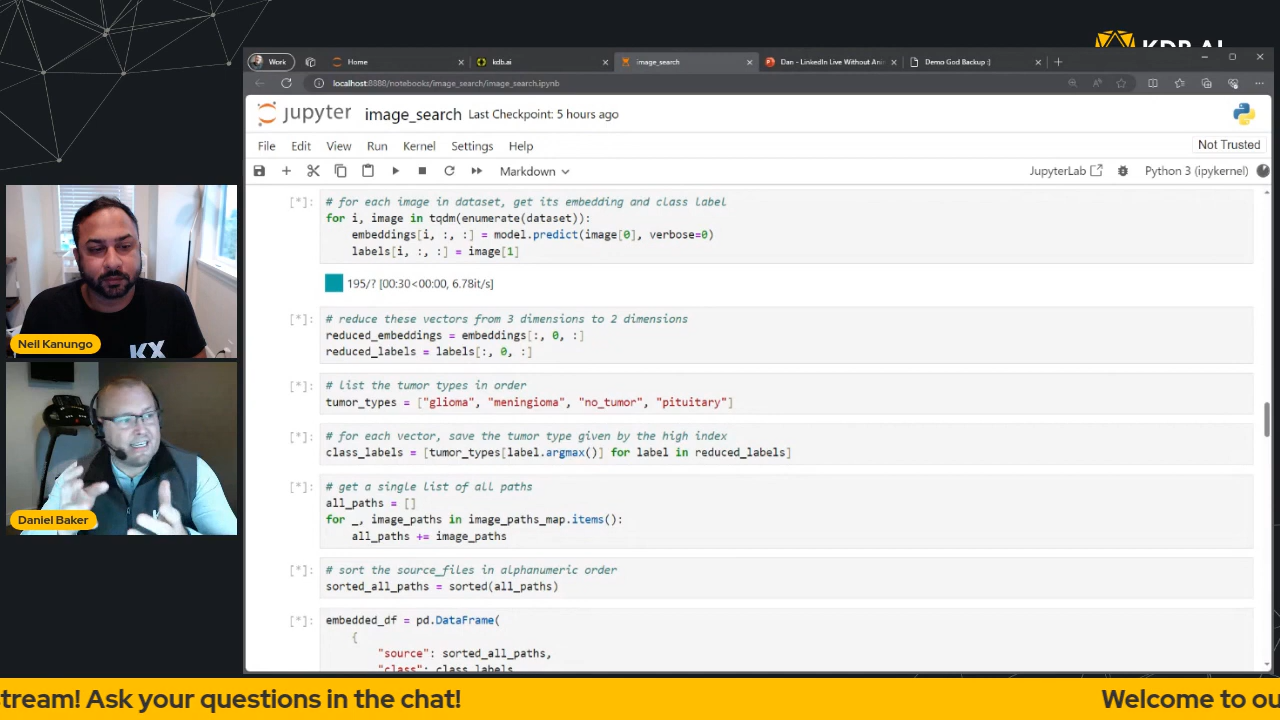 KDB.AI
Work
Home
kdb.ai
image_search
Dan - LinkedIn Live Without Ani
Demo God Backup :)
localhost:8888/notebooks/image_search/image_search.ipynb
jupyter image_search Last Checkpoint: 5 hours ago
File Edit View Run Kernel Settings Help
Not Trusted
Markdown
JupyterLab
Python 3 (ipykernel)
[*]: # for each image in dataset, get its embedding and class label
for i, image in tqdm(enumerate(dataset)):
embeddings[i, :, :] = model.predict(image[0], verbose=0)
labels[i, :, :] = image[1]
195/? [00:30<00:00, 6.78it/s]
[*]: # reduce these vectors from 3 dimensions to 2 dimensions
reduced_embeddings = embeddings[:, 0, :]
reduced_labels = labels[:, 0, :]
[*]: # list the tumor types in order
tumor_types = ["glioma", "meningioma", "no_tumor", "pituitary"]
[*]: # for each vector, save the tumor type given by the high index
class_labels = [tumor_types[label.argmax()] for label in reduced_labels]
[*]: # get a single list of all paths
all_paths = []
for _, image_paths in image_paths_map.items():
all_paths += image_paths
[*]: # sort the source_files in alphanumeric order
sorted_all_paths = sorted(all_paths)
[*]: embedded_df = pd.DataFrame(
{
"source": sorted_all_paths,
"class": class_labels
KX
Neil Kanungo
Daniel Baker
tream! Ask your questions in the chat!
Welcome to ou